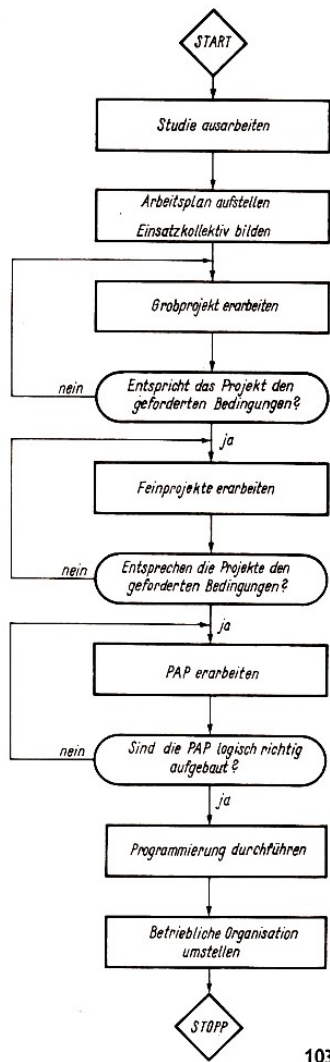 START
Studie ausarbeiten
Arbeitsplan aufstellen
Einsatzkollektiv bilden
Grobprojekt erarbeiten
nein
Entspricht das Projekt den
geforderten Bedingungen?
ja
Feinprojekte erarbeiten
nein
Entsprechen die Projekte den
geforderten Bedingungen?
ja
PAP erarbeiten
nein
Sind die PAP logisch richtig
aufgebaut?
ja
Programmierung durchführen
Betriebliche Organisation
umstellen
STOPP